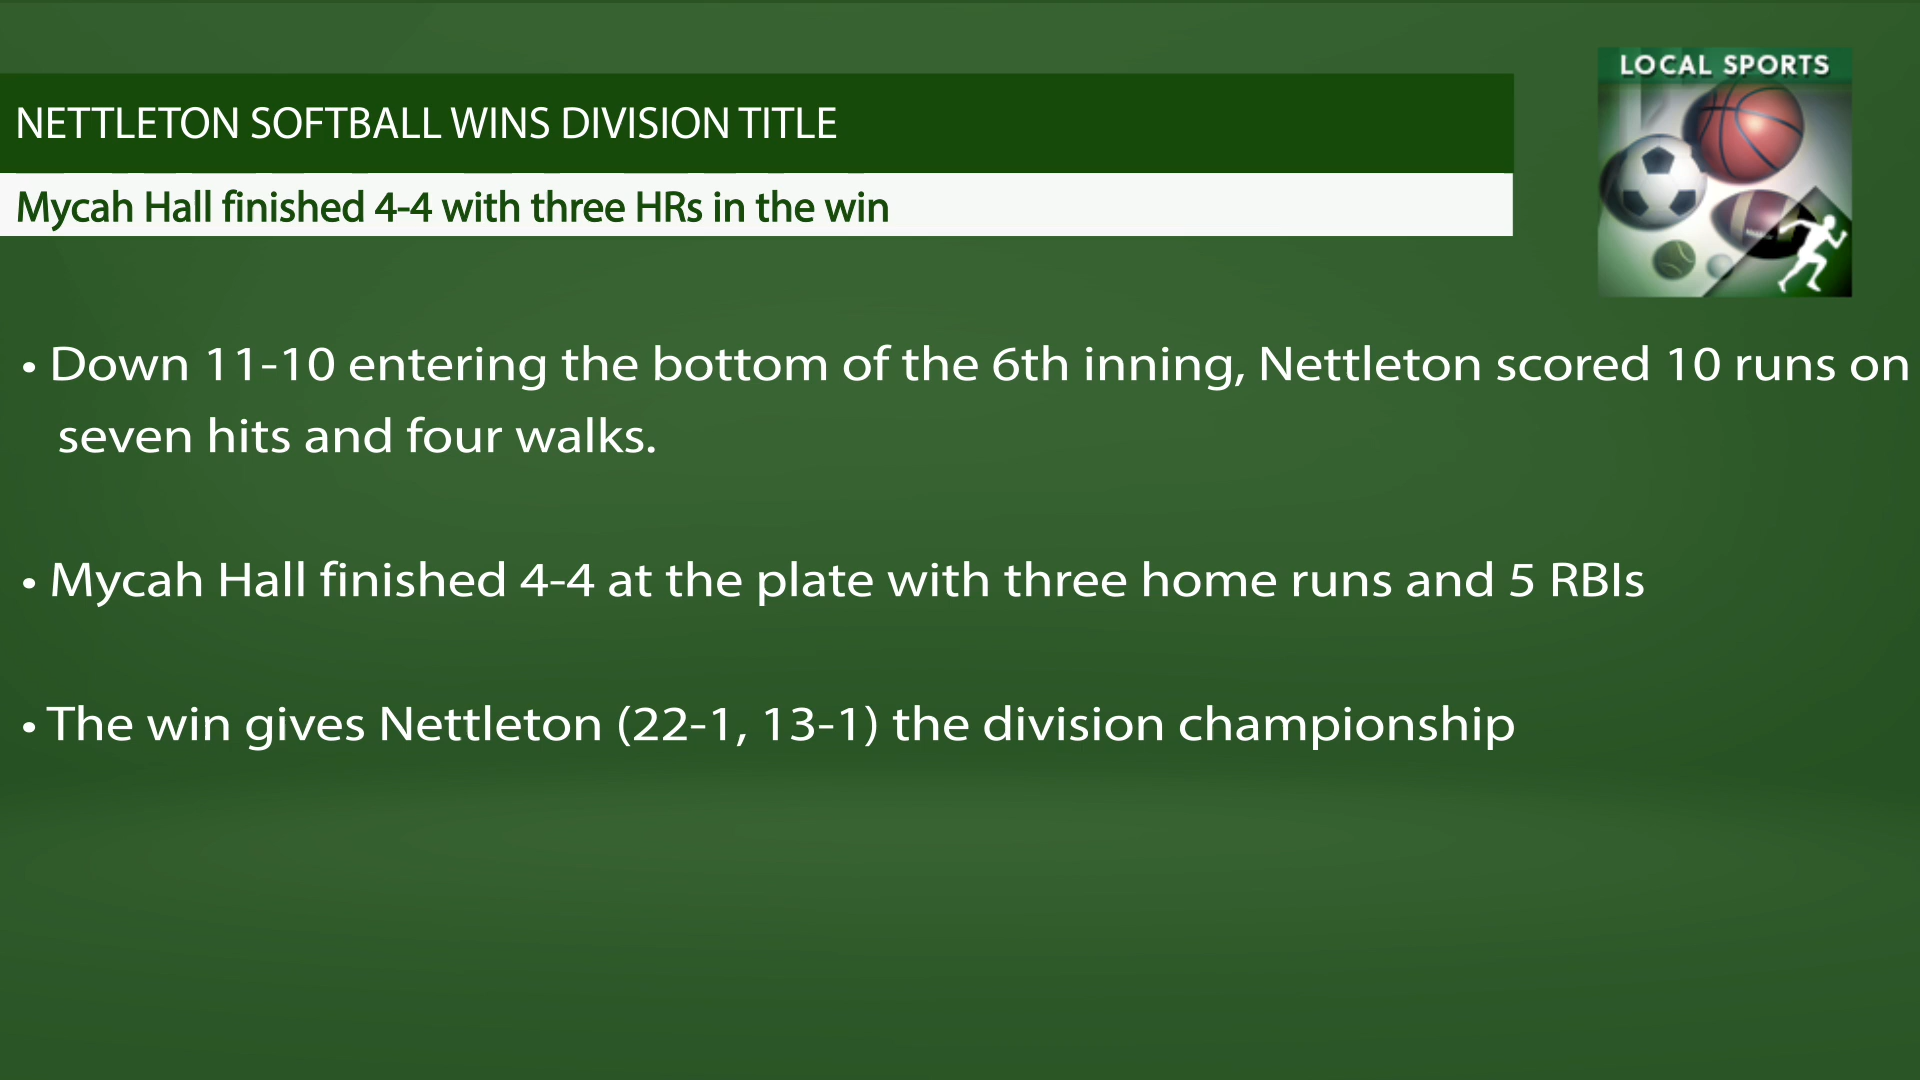 LOCAL SPORTS
NETTLETON SOFTBALL WINS DIVISION TITLE
Mycah Hall finished 4-4 with three HRs in the win
• Down 11-10 entering the bottom of the 6th inning, Nettleton scored 10 runs on
seven hits and four walks.
• Mycah Hall finished 4-4 at the plate with three home runs and 5 RBIs
• The win gives Nettleton (22-1, 13-1) the division championship